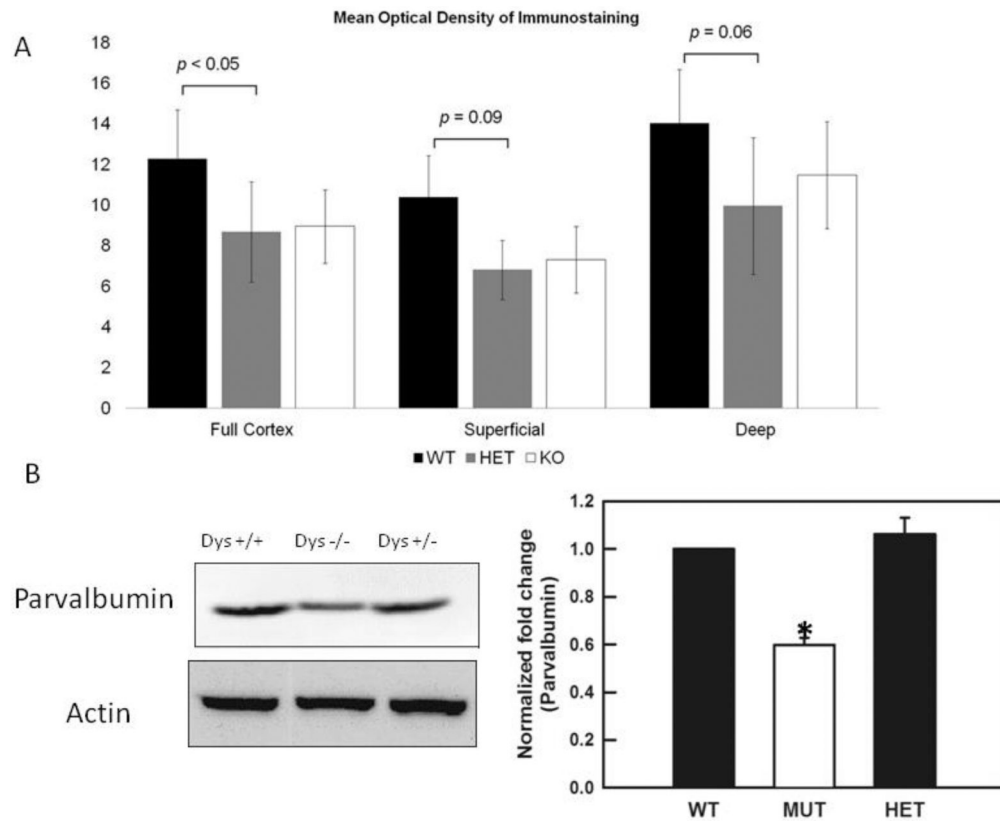 Mean Optical Density of Immunostaining
A
18
16
14
12
10
8
6
4
2
0
p < 0.05
p = 0.09
p = 0.06
Full Cortex
Superficial
Deep
WT HET KO
B
Dys +/+ Dys -/- Dys +/-
Parvalbumin
Actin
Normalized fold change
(Parvalbumin)
1.2
1.0
0.8
0.6
0.4
0.2
0.0
*
WT MUT HET